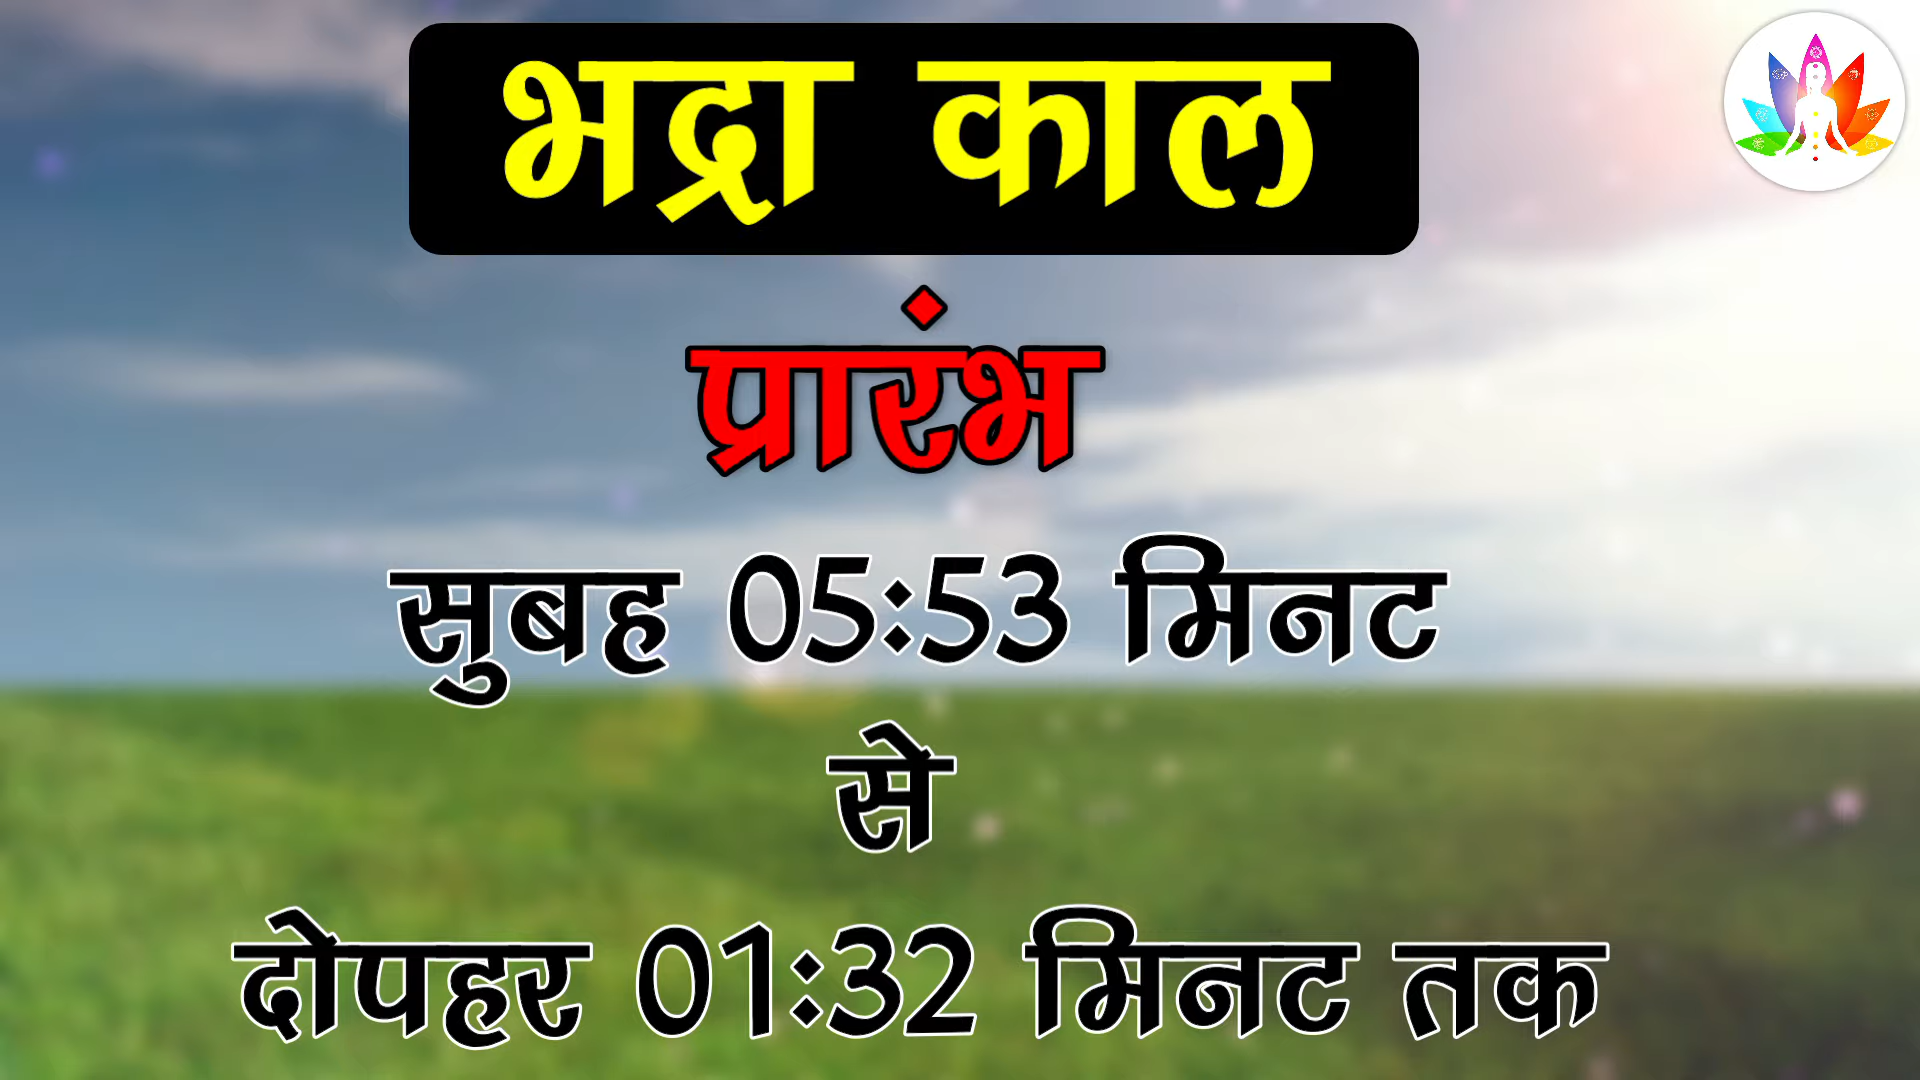 भद्रा काल
प्रारंभ
सुबह 05:53 मिनट
से
दोपहर 01:32 मिनट तक